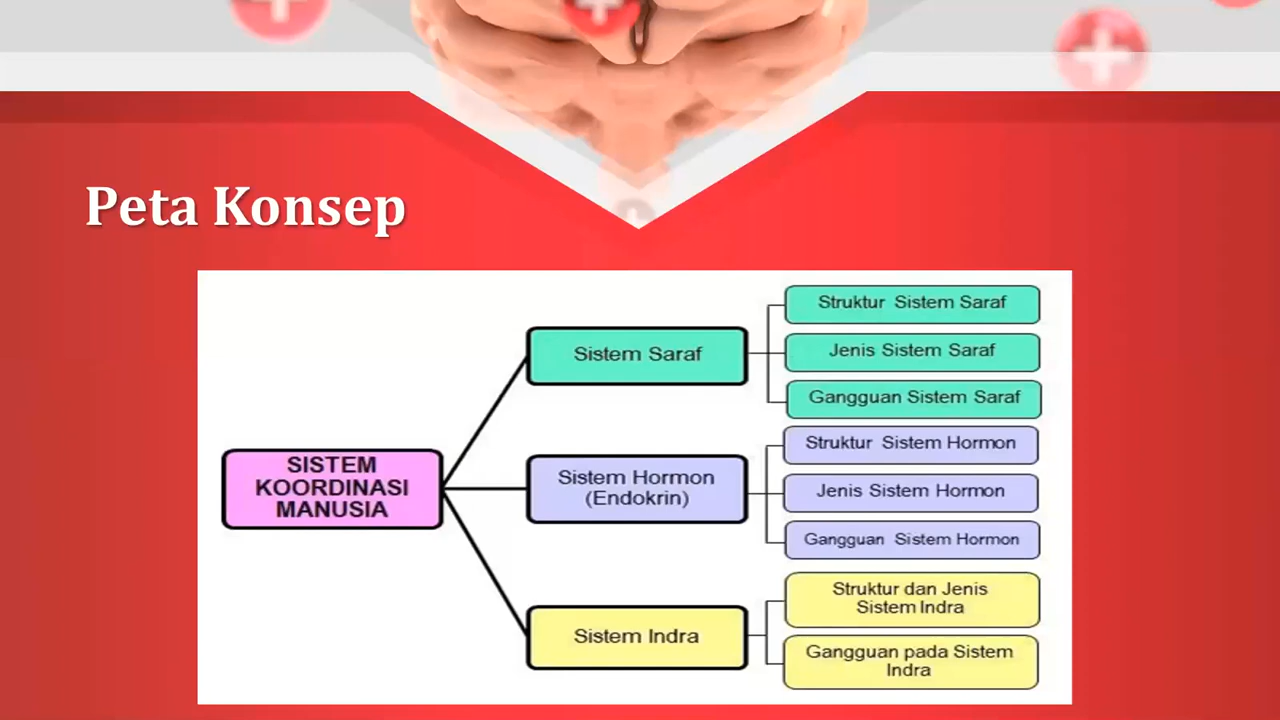 Peta Konsep
SISTEM
KOORDINASI
MANUSIA
Sistem Saraf
Struktur Sistem Saraf
Jenis Sistem Saraf
Gangguan Sistem Saraf
Sistem Hormon
(Endokrin)
Struktur Sistem Hormon
Jenis Sistem Hormon
Gangguan Sistem Hormon
Sistem Indra
Struktur dan Jenis
Sistem Indra
Gangguan pada Sistem
Indra